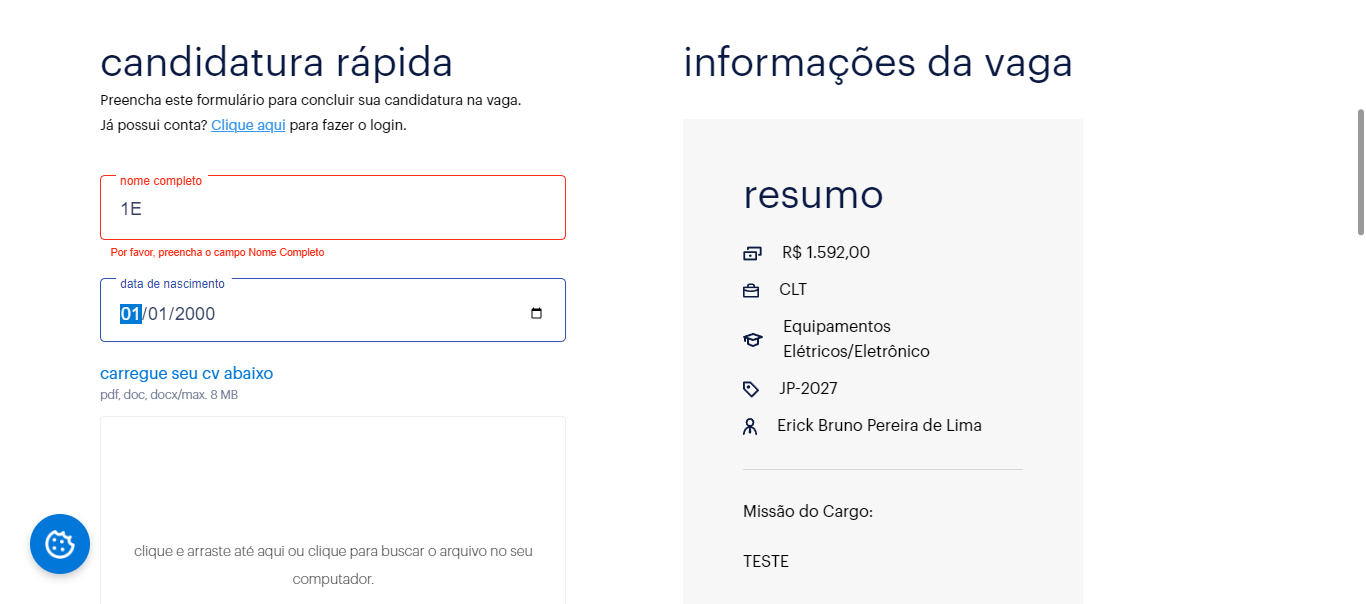 candidatura rápida
Preencha este formulário para concluir sua candidatura na vaga.
Já possui conta? Clique aqui para fazer o login.
nome completo
1E
Por favor, preencha o campo Nome Completo
data de nascimento
01/01/2000
carregue seu cv abaixo
pdf, doc, docx/max. 8 MB
clique e arraste até aqui ou clique para buscar o arquivo no seu
computador.
informações da vaga
resumo
R$ 1.592,00
CLT
Equipamentos
Elétricos/Eletrônico
JP-2027
Erick Bruno Pereira de Lima
Missão do Cargo:
TESTE